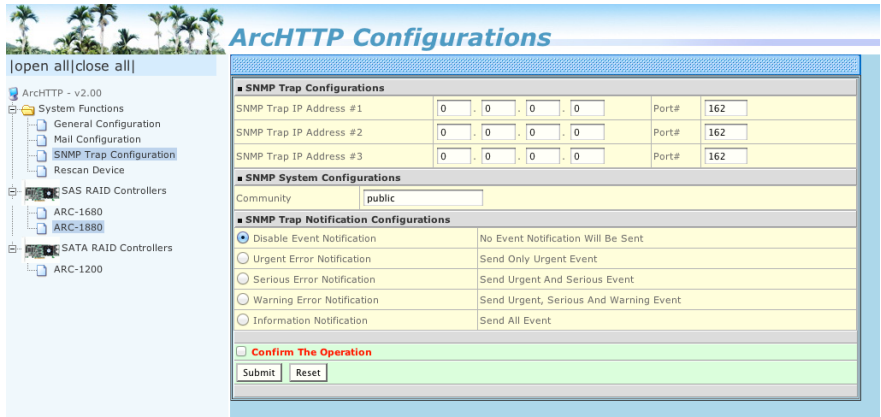 ArcHTTP Configurations
|open all|close all|
ArcHTTP - v2.00
System Functions
General Configuration
Mail Configuration
SNMP Trap Configuration
Rescan Device
SAS RAID Controllers
ARC-1680
ARC-1880
SATA RAID Controllers
ARC-1200
SNMP Trap Configurations
SNMP Trap IP Address #1 0 . 0 . 0 . 0 Port# 162
SNMP Trap IP Address #2 0 . 0 . 0 . 0 Port# 162
SNMP Trap IP Address #3 0 . 0 . 0 . 0 Port# 162
SNMP System Configurations
Community public
SNMP Trap Notification Configurations
Disable Event Notification No Event Notification Will Be Sent
Urgent Error Notification Send Only Urgent Event
Serious Error Notification Send Urgent And Serious Event
Warning Error Notification Send Urgent, Serious And Warning Event
Information Notification Send All Event
Confirm The Operation
Submit Reset